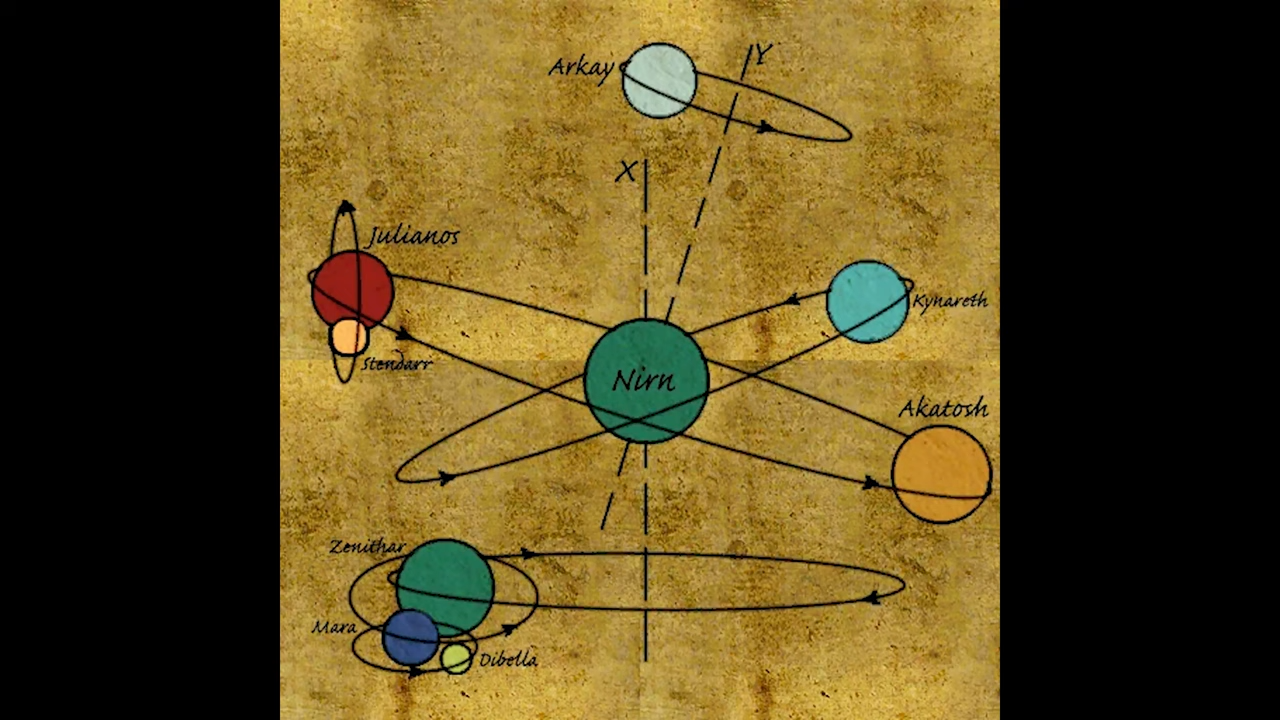 Arkay
Y
X
Julianos
Kynareth
Stendarr
Nirn
Akatosh
Zenithar
Mara
Dibella